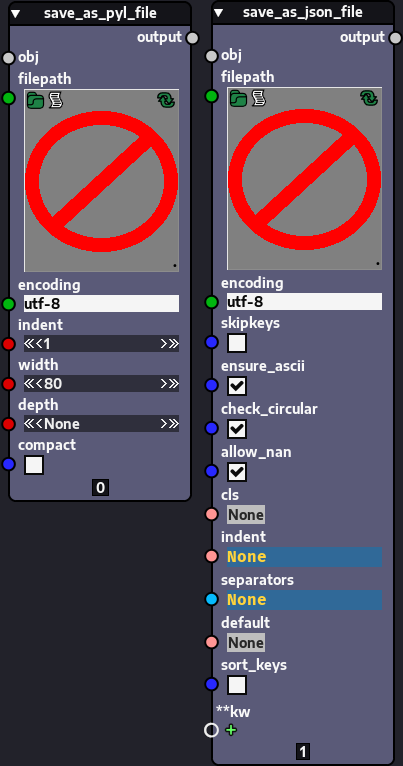 save_as_pyl_file
output
obj
filepath
encoding
utf-8
indent
1
width
80
depth
None
compact
0
save_as_json_file
output
obj
filepath
encoding
utf-8
skipkeys
ensure_ascii
check_circular
allow_nan
cls
None
indent
None
separators
None
default
None
sort_keys
**kw
+
1